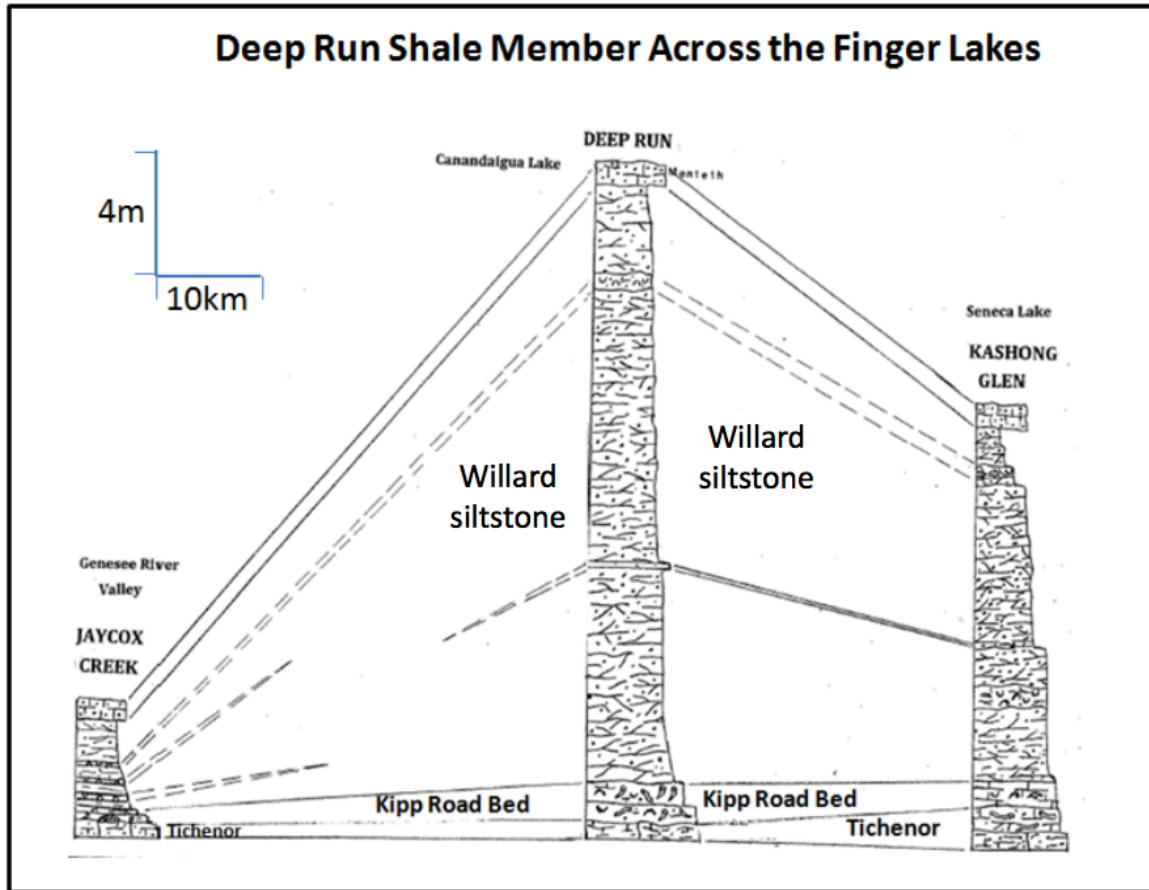 Deep Run Shale Member Across the Finger Lakes
DEEP RUN
Canandaigua Lake
Menteth
4m
10km
Seneca Lake
KASHONG
GLEN
Willard
siltstone
Willard
siltstone
Genesee River
Valley
JAYCOX
CREEK
Kipp Road Bed
Kipp Road Bed
Tichenor
Tichenor